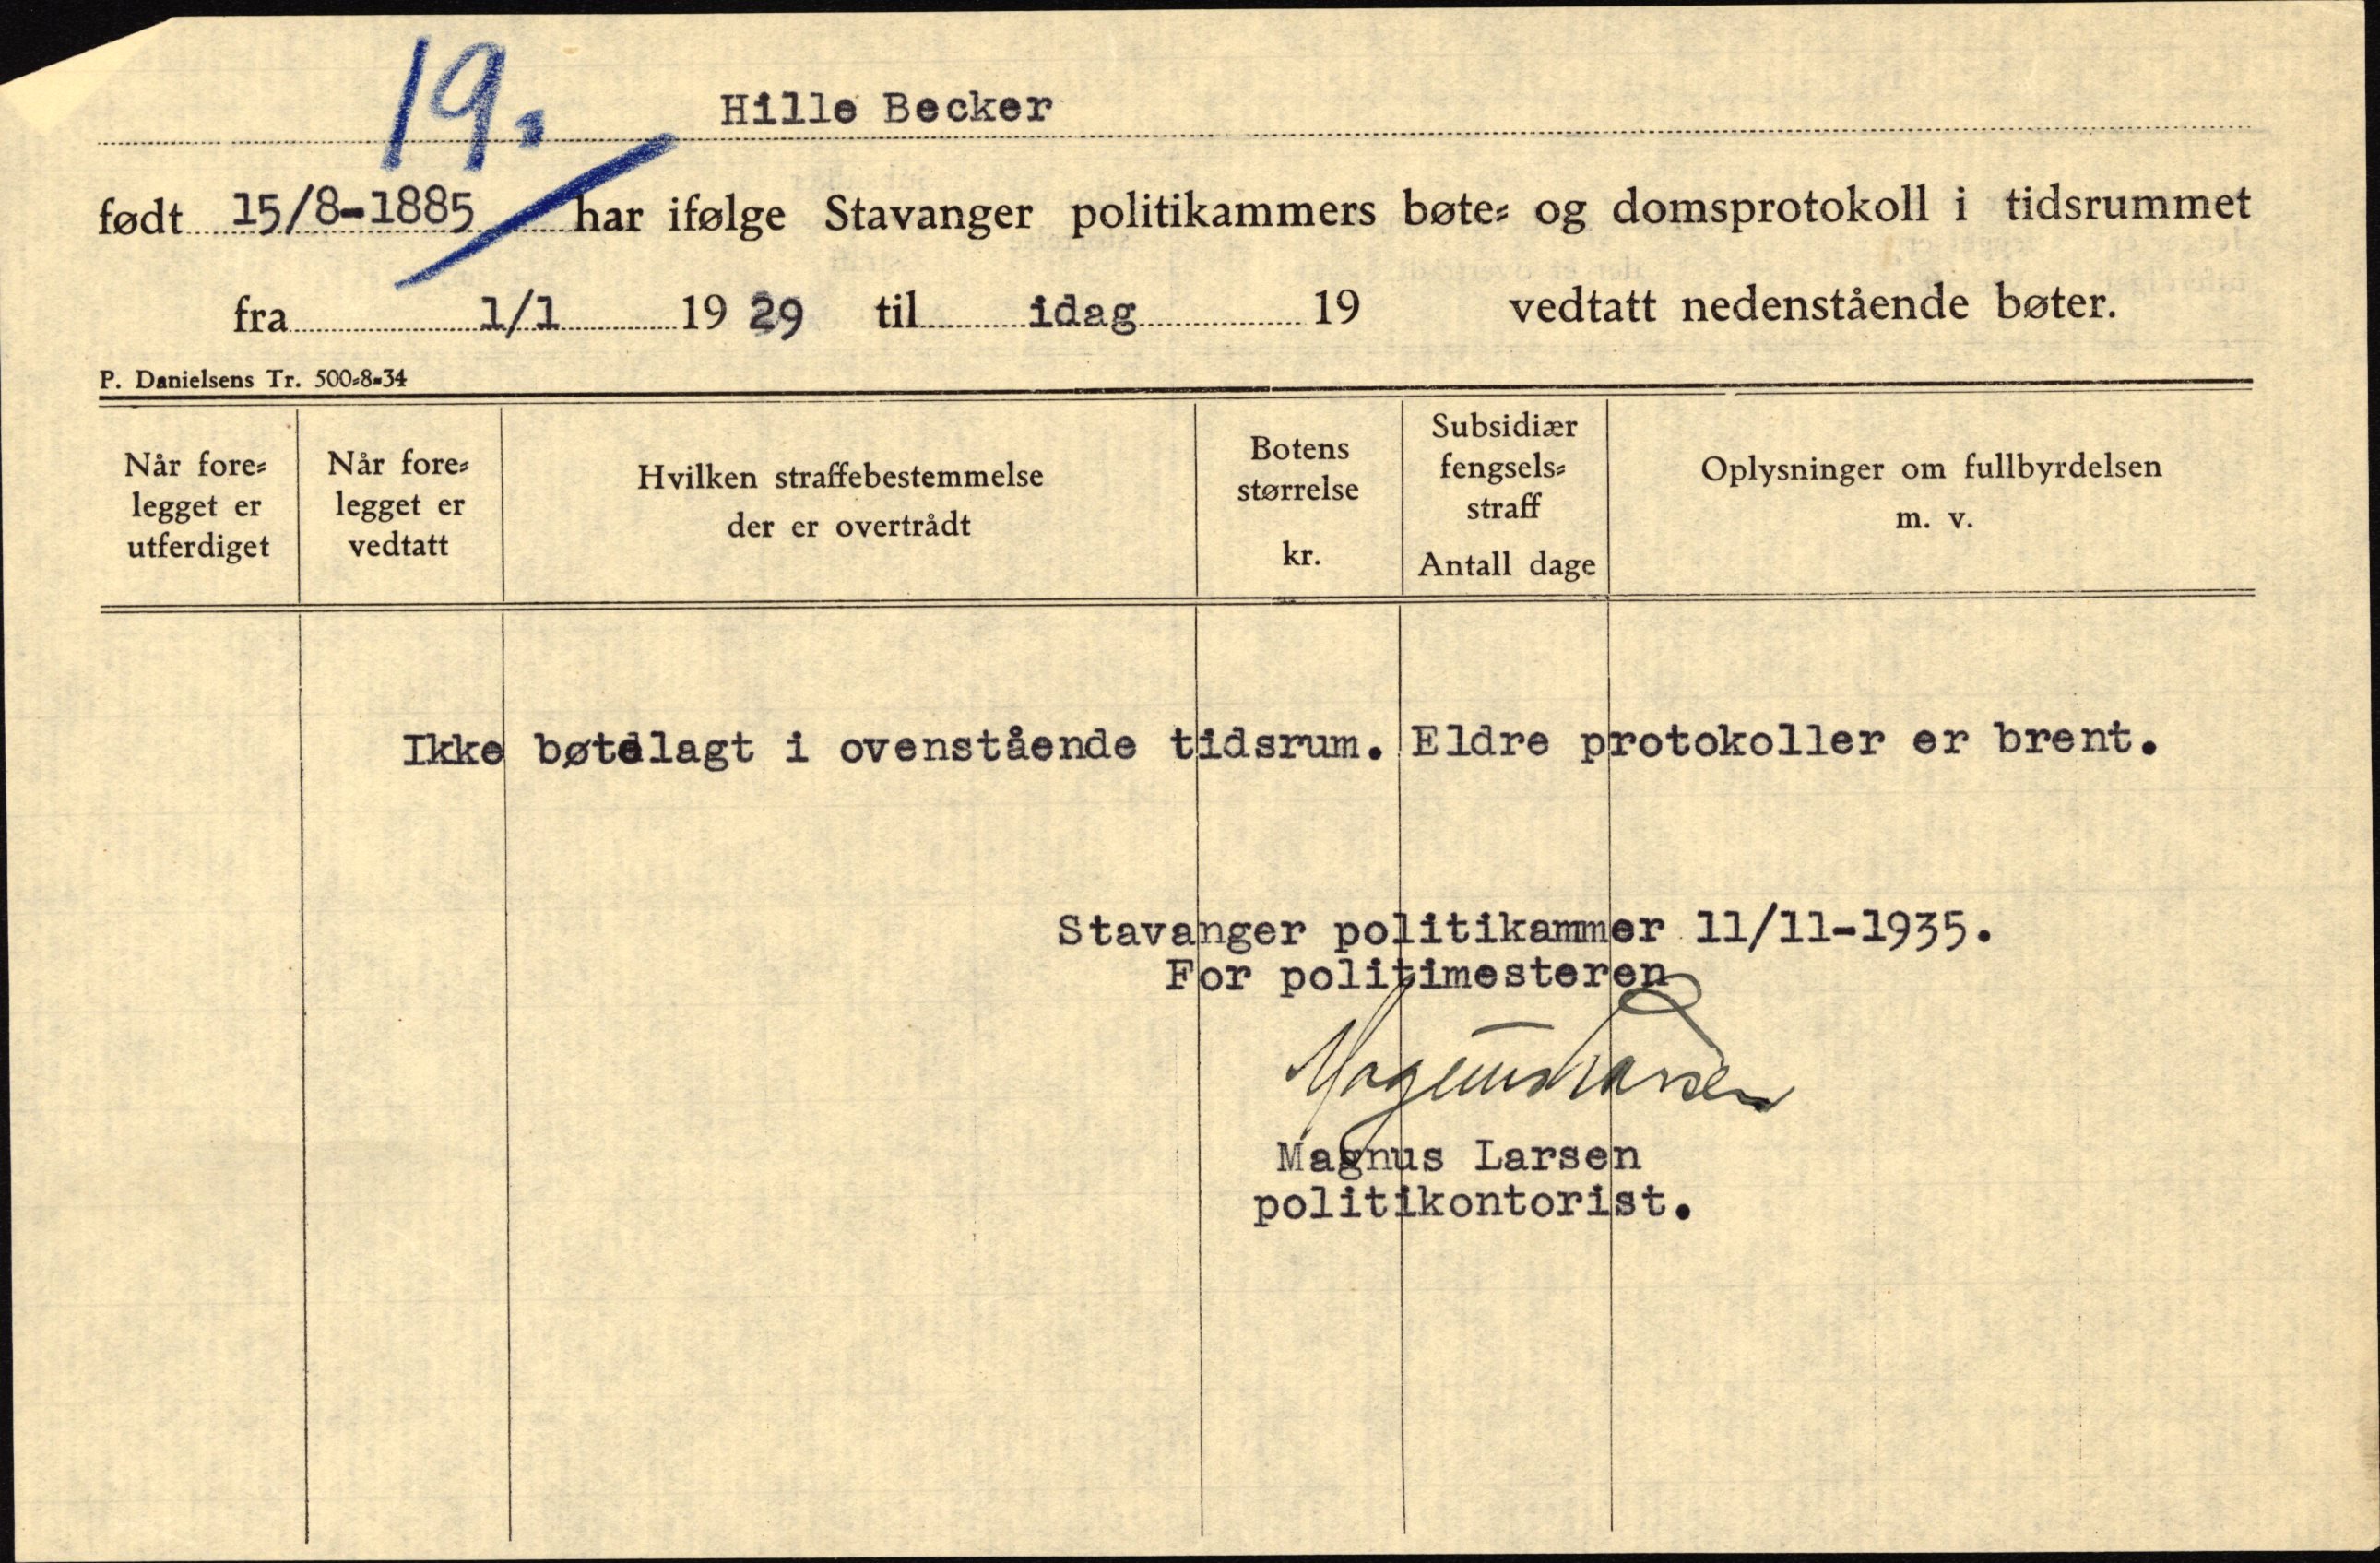 19.
Hille Becker
født 15/8-1885 har ifølge Stavanger politikammers bøte- og domsprotokoll i tidsrummet
fra 1/1 1929 til idag 19 vedtatt nedenstående bøter.
P. Danielsens Tr. 500-8-34
Når fore-
legget er
utferdiget
Når fore-
legget er
vedtatt
Hvilken straffebestemmelse
der er overtrådt
Botens
størrelse
kr.
Subsidiær
fengsels-
straff
Antall dage
Oplysninger om fullbyrdelsen
m. v.
Ikke bøtelagt i ovenstående tidsrum. Eldre protokoller er brent.
Stavanger politikammer 11/11-1935.
For politimesteren
Magnus Larsen
Magnus Larsen
politikontorist.